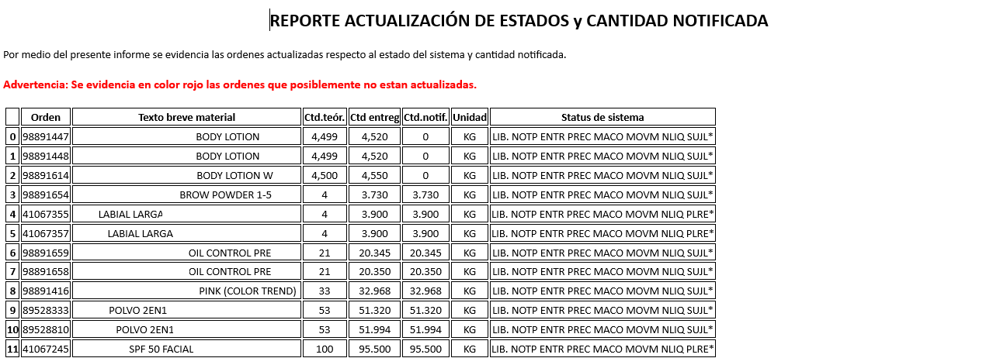 REPORTE ACTUALIZACIÓN DE ESTADOS y CANTIDAD NOTIFICADA
Por medio del presente informe se evidencia las ordenes actualizadas respecto al estado del sistema y cantidad notificada.
Advertencia: Se evidencia en color rojo las ordenes que posiblemente no estan actualizadas.
Orden Texto breve material Ctd.teór. Ctd entreg Ctd.notif. Unidad Status de sistema
0 98891447 BODY LOTION 4,499 4,520 0 KG LIB. NOTP ENTR PREC MACO MOVM NLIQ SUJL*
1 98891448 BODY LOTION 4,499 4,520 0 KG LIB. NOTP ENTR PREC MACO MOVM NLIQ SUJL*
2 98891614 BODY LOTION W 4,500 4,550 0 KG LIB. NOTP ENTR PREC MACO MOVM NLIQ SUJL*
3 98891654 BROW POWDER 1-5 4 3.730 3.730 KG LIB. NOTP ENTR PREC MACO MOVM NLIQ SUJL*
4 41067355 LABIAL LARGA 4 3.900 3.900 KG LIB. NOTP ENTR PREC MACO MOVM NLIQ PLRE*
5 41067357 LABIAL LARGA 4 3.900 3.900 KG LIB. NOTP ENTR PREC MACO MOVM NLIQ PLRE*
6 98891659 OIL CONTROL PRE 21 20.345 20.345 KG LIB. NOTP ENTR PREC MACO MOVM NLIQ SUJL*
7 98891658 OIL CONTROL PRE 21 20.350 20.350 KG LIB. NOTP ENTR PREC MACO MOVM NLIQ SUJL*
8 98891416 PINK (COLOR TREND) 33 32.968 32.968 KG LIB. NOTP ENTR PREC MACO MOVM NLIQ SUJL*
9 89528333 POLVO 2EN1 53 51.320 51.320 KG LIB. NOTP ENTR PREC MACO MOVM NLIQ SUJL*
10 89528810 POLVO 2EN1 53 51.994 51.994 KG LIB. NOTP ENTR PREC MACO MOVM NLIQ SUJL*
11 41067245 SPF 50 FACIAL 100 95.500 95.500 KG LIB. NOTP ENTR PREC MACO MOVM NLIQ PLRE*